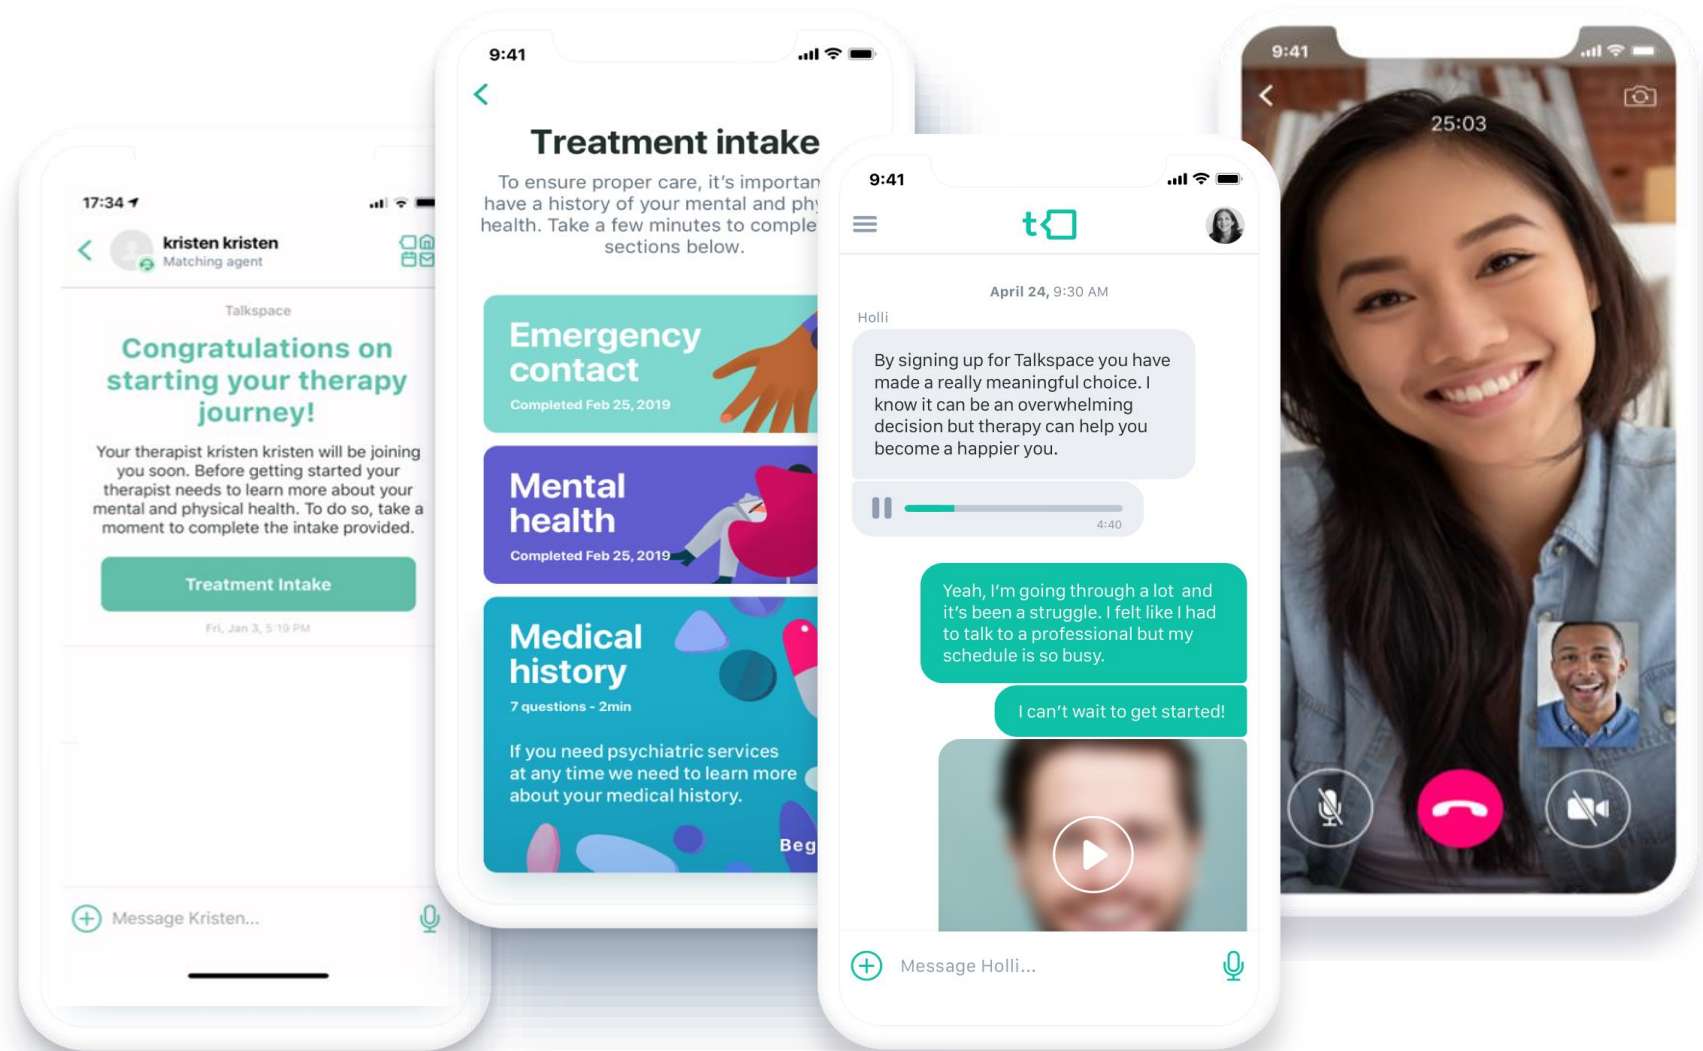 17:34
kristen kristen
Matching agent
Talkspace
Congratulations on
starting your therapy
journey!
Your therapist kristen kristen will be joining
you soon. Before getting started your
therapist needs to learn more about your
mental and physical health. To do so, take a
moment to complete the intake provided.
Treatment Intake
Fri, Jan 3, 5:19 PM
Message Kristen...
9:41
Treatment intake
To ensure proper care, it's importan
have a history of your mental and phy
health. Take a few minutes to comple
sections below.
Emergency
contact
Completed Feb 25, 2019
Mental
health
Completed Feb 25, 2019
Medical
history
7 questions - 2min
If you need psychiatric services
at any time we need to learn more
about your medical history.
Beg
9:41
t
April 24, 9:30 AM
Holli
By signing up for Talkspace you have
made a really meaningful choice. I
know it can be an overwhelming
decision but therapy can help you
become a happier you.
4:40
Yeah, I'm going through a lot and
it's been a struggle. I felt like I had
to talk to a professional but my
schedule is so busy.
I can't wait to get started!
Message Holli...
9:41
25:03